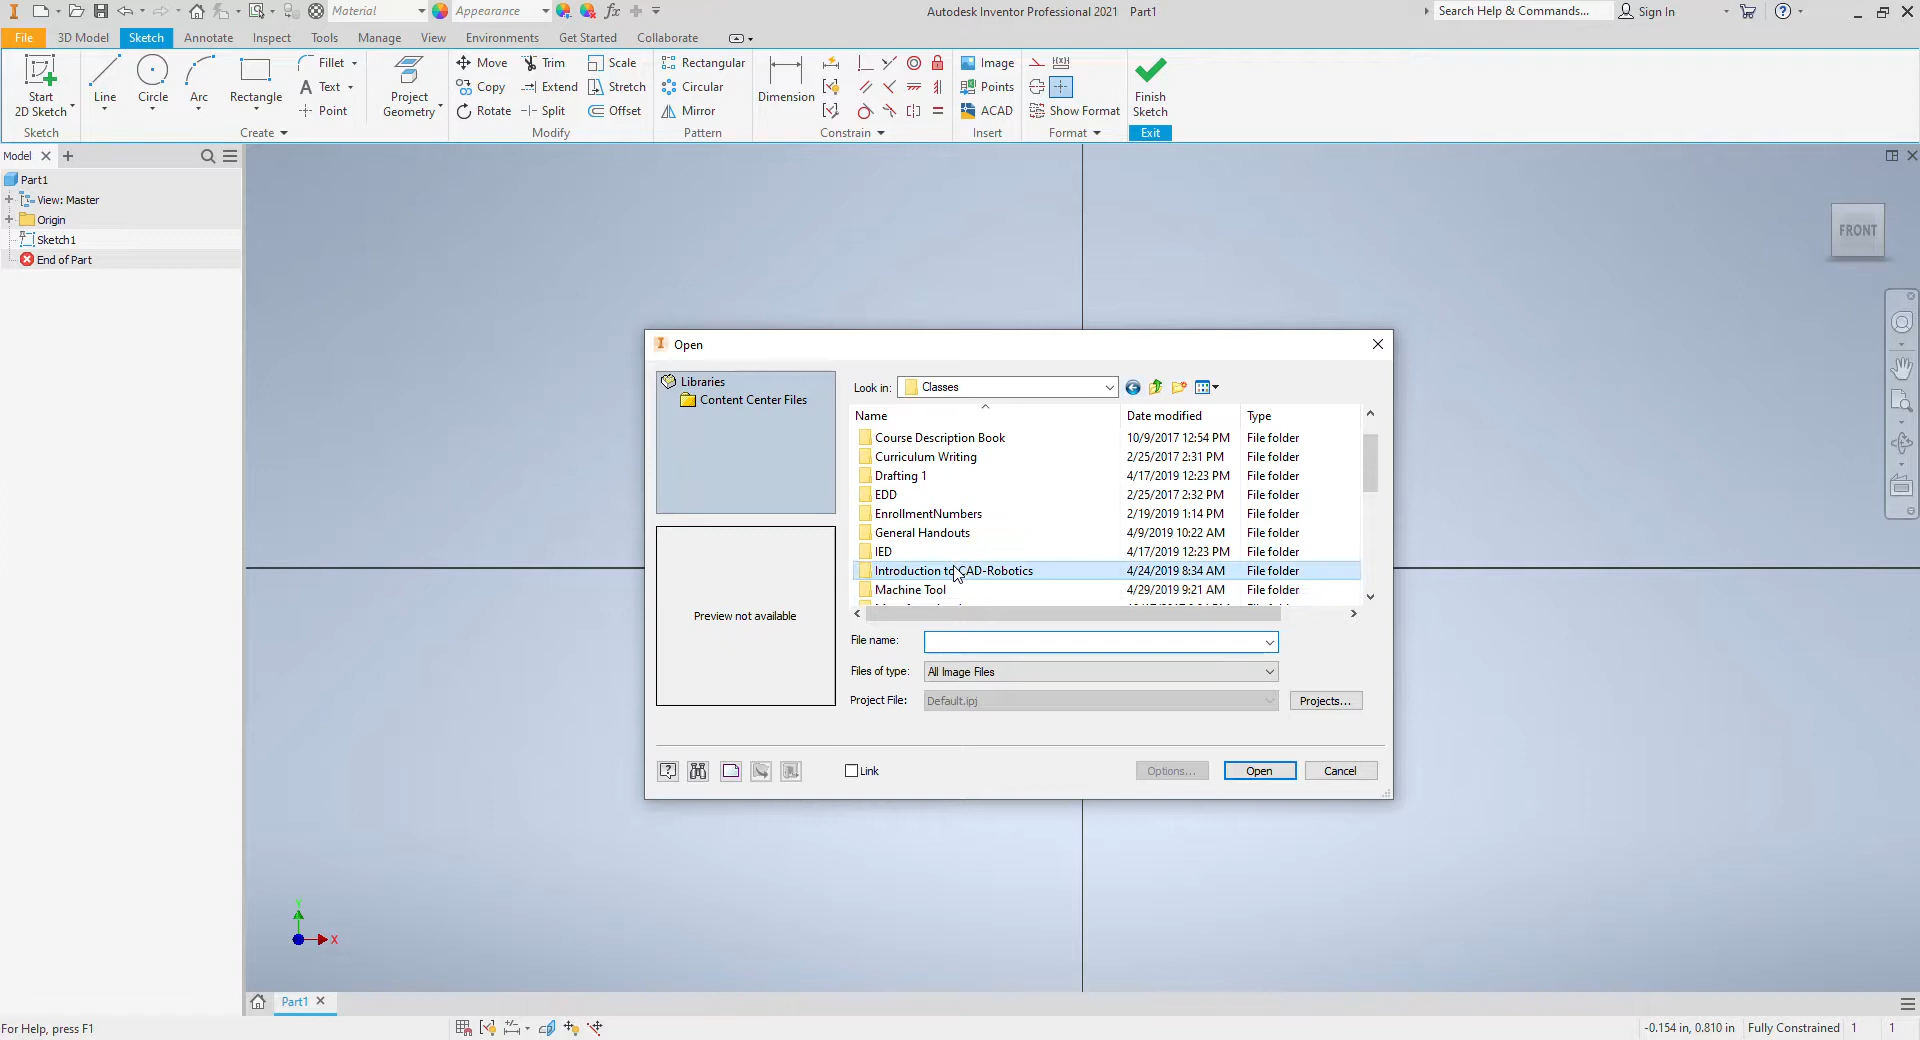 Material Appearance fx Autodesk Inventor Professional 2021 Part1 Search Help & Commands... Sign In
File 3D Model Sketch Annotate Inspect Tools Manage View Environments Get Started Collaborate
Start
2D Sketch
Line
Circle
Arc
Rectangle
Fillet
Text
Point
Project
Geometry
Move
Copy
Rotate
Trim
Extend
Split
Scale
Stretch
Offset
Rectangular
Circular
Mirror
Dimension
Image
Points
ACAD
Show Format
Finish
Sketch
Sketch Create Modify Pattern Constrain Insert Format Exit
Model
Part1
View: Master
Origin
Sketch1
End of Part
FRONT
Open
Libraries
Content Center Files
Preview not available
Look in: Classes
Name Date modified Type
Course Description Book 10/9/2017 12:54 PM File folder
Curriculum Writing 2/25/2017 2:31 PM File folder
Drafting 1 4/17/2019 12:23 PM File folder
EDD 2/25/2017 2:32 PM File folder
EnrollmentNumbers 2/19/2019 1:14 PM File folder
General Handouts 4/9/2019 10:22 AM File folder
IED 4/17/2019 12:23 PM File folder
Introduction to CAD-Robotics 4/24/2019 8:34 AM File folder
Machine Tool 4/29/2019 9:21 AM File folder
File name:
Files of type: All Image Files
Project File: Default.ipj Projects...
Link Options... Open Cancel
Y
X
Part1
For Help, press F1 -0.154 in, 0.810 in Fully Constrained 1 1